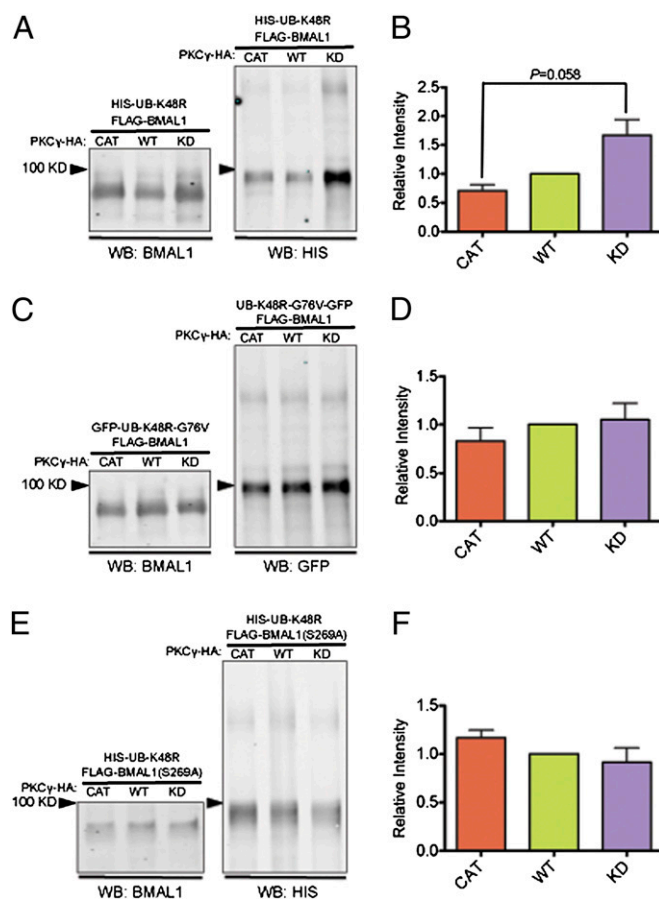 A
HIS-UB-K48R
FLAG-BMAL1
PKCγ-HA:
CAT WT KD
HIS-UB-K48R
FLAG-BMAL1
PKCγ-HA: CAT WT KD
100 KD
WB: BMAL1
WB: HIS
B
P=0.058
Relative Intensity
2.5
2.0
1.5
1.0
0.5
0.0
CAT
WT
KD
C
UB-K48R-G76V-GFP
FLAG-BMAL1
PKCγ-HA:
CAT WT KD
GFP-UB-K48R-G76V
FLAG-BMAL1
PKCγ-HA:
CAT WT KD
100 KD
WB: BMAL1
WB: GFP
D
Relative Intensity
1.5
1.0
0.5
0.0
CAT
WT
KD
E
HIS-UB-K48R
FLAG-BMAL1(S269A)
PKCγ-HA: CAT WT KD
HIS-UB-K48R
FLAG-BMAL1(S269A)
PKCγ-HA:
CAT WT KD
100 KD
WB: BMAL1
WB: HIS
F
Relative Intensity
1.5
1.0
0.5
0.0
CAT
WT
KD